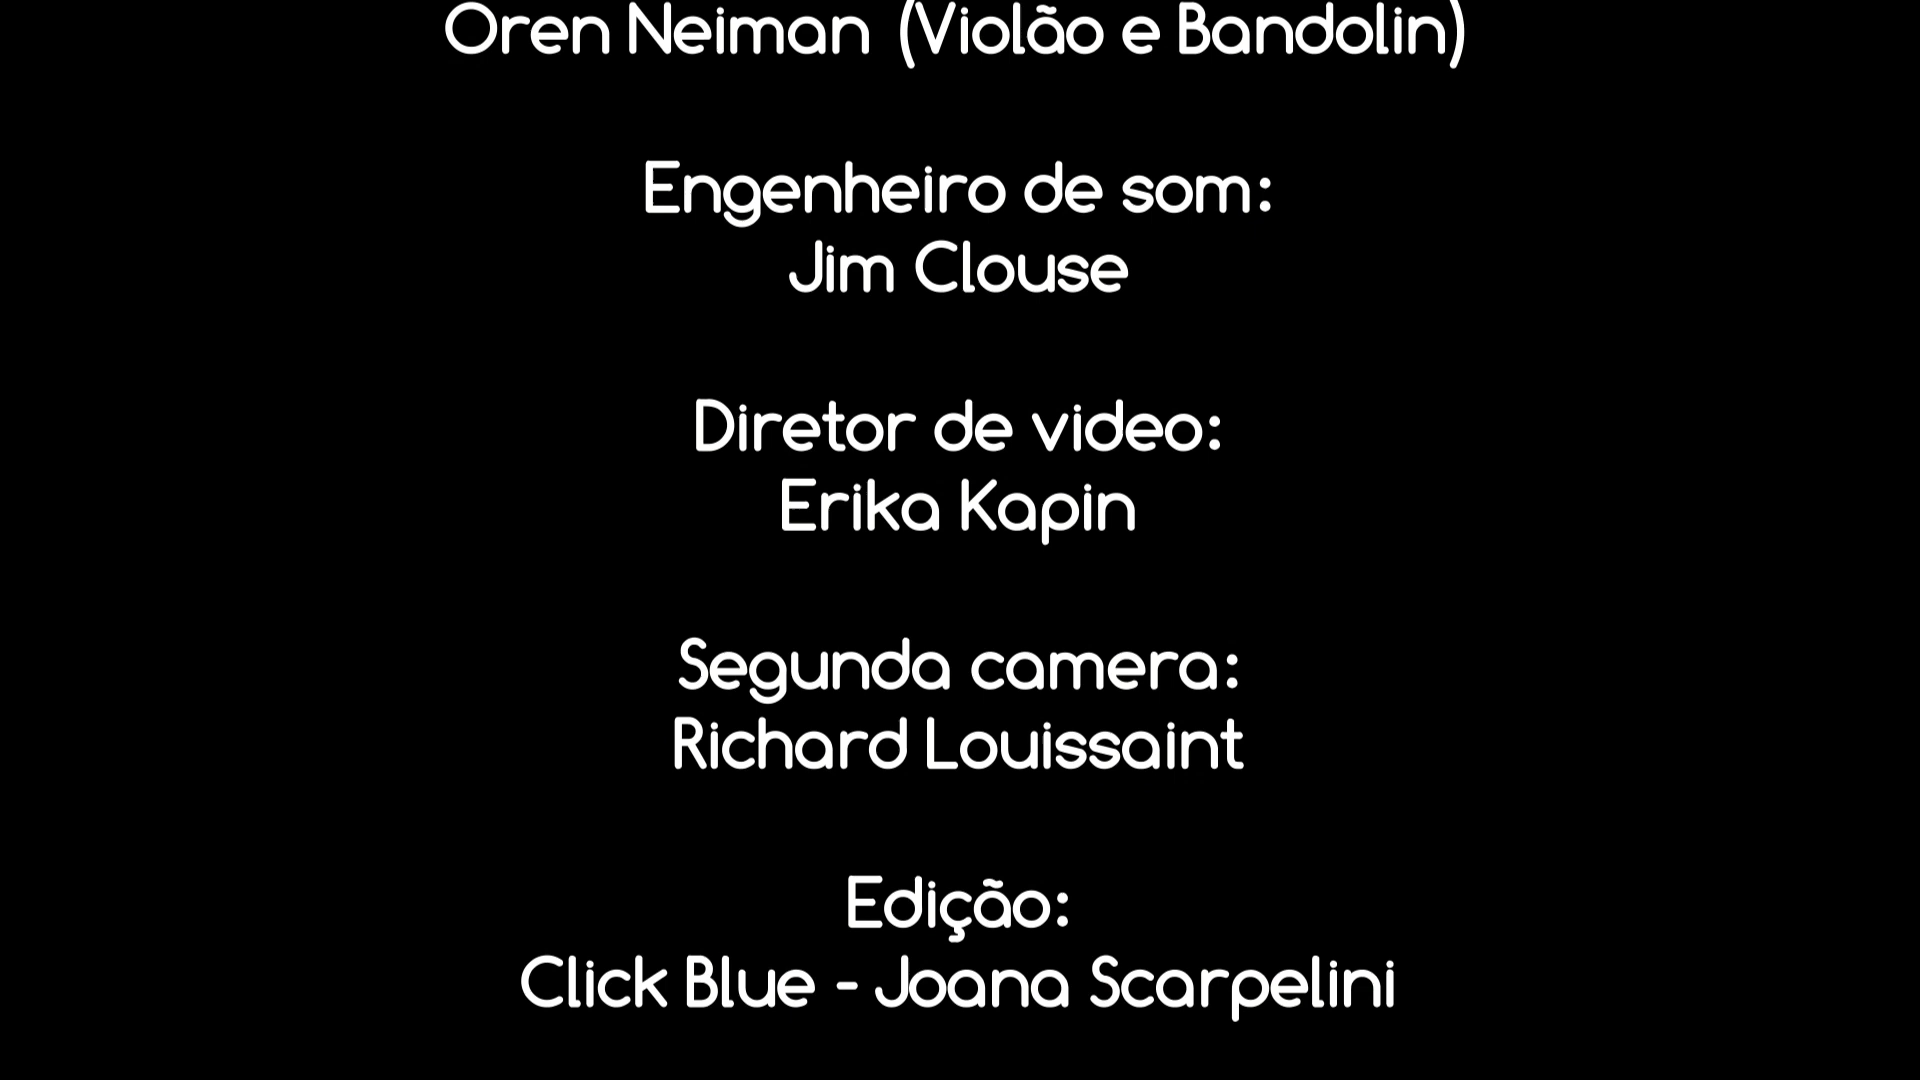 Oren Neiman (Violão e Bandolin)
Engenheiro de som:
Jim Clouse
Diretor de video:
Erika Kapin
Segunda camera:
Richard Louissaint
Edição:
Click Blue - Joana Scarpelini